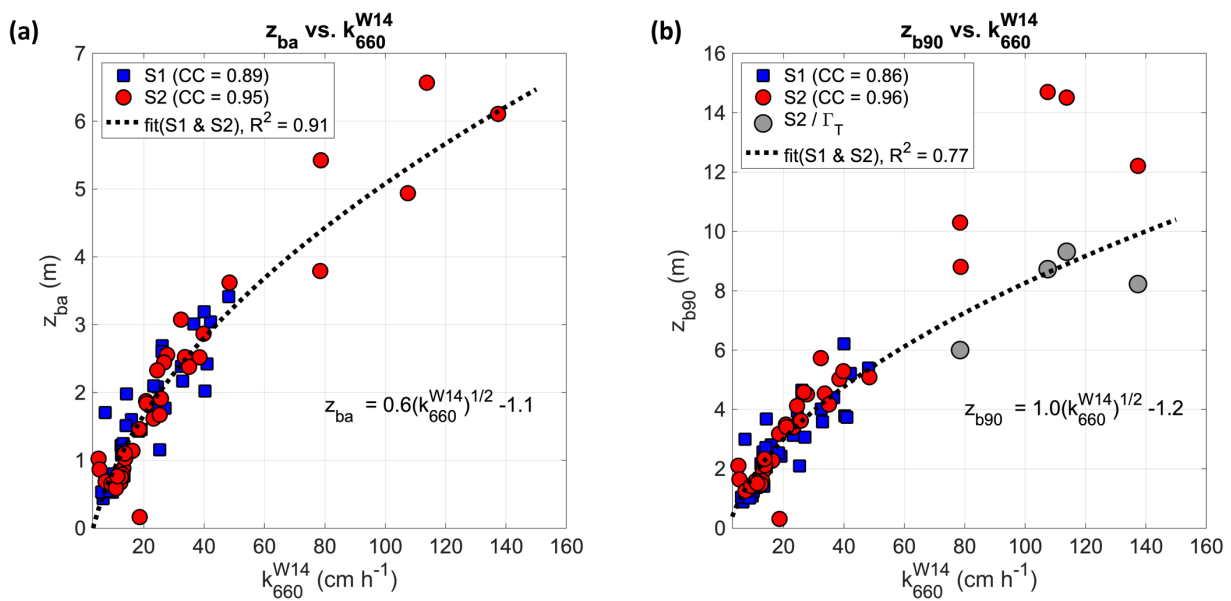 (a)
z_ba vs. k_660^W14
S1 (CC = 0.89)
S2 (CC = 0.95)
fit(S1 & S2), R² = 0.91
z_ba = 0.6(k_660^W14)^1/2 -1.1
7
6
5
4
3
2
1
0
z_ba (m)
20 40 60 80 100 120 140 160
k_660^W14 (cm h⁻¹)
(b)
z_b90 vs. k_660^W14
S1 (CC = 0.86)
S2 (CC = 0.96)
S2 / Γ_T
fit(S1 & S2), R² = 0.77
z_b90 = 1.0(k_660^W14)^1/2 -1.2
16
14
12
10
8
6
4
2
0
z_b90 (m)
20 40 60 80 100 120 140 160
k_660^W14 (cm h⁻¹)